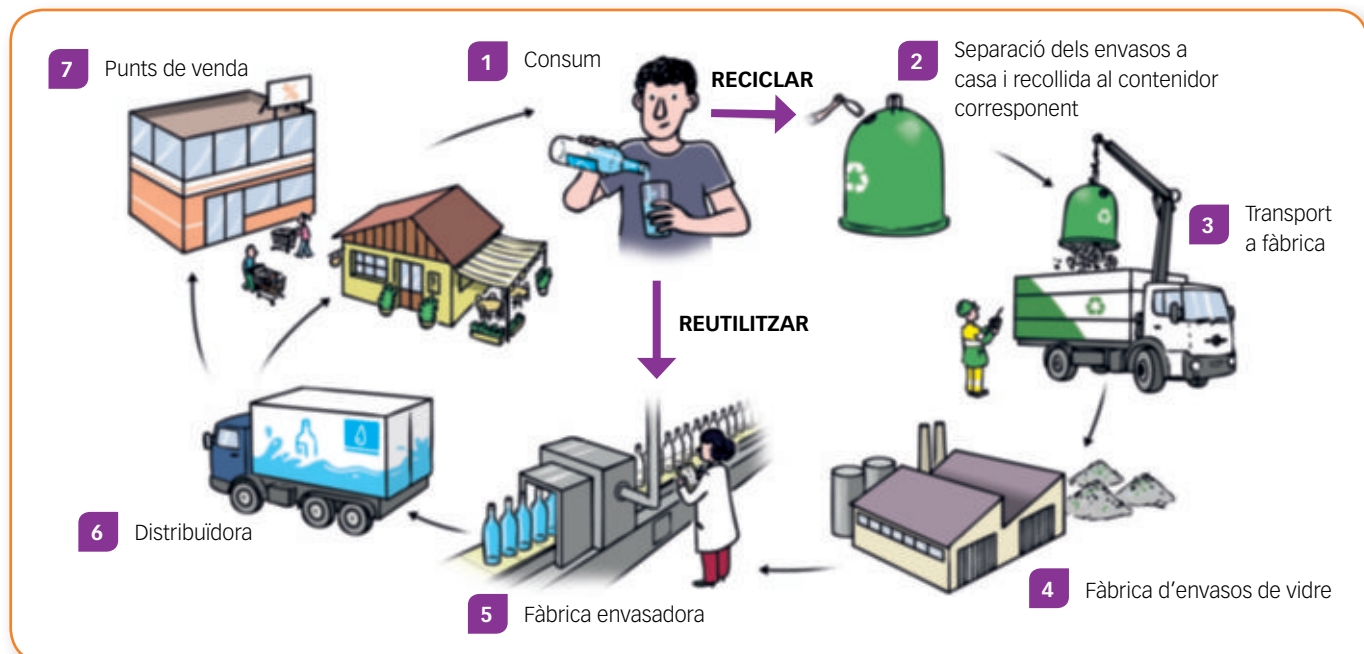 7 Punts de venda
1 Consum
RECICLAR
2 Separació dels envasos a
casa i recollida al contenidor
corresponent
3 Transport
a fàbrica
REUTILITZAR
6 Distribuïdora
5 Fàbrica envasadora
4 Fàbrica d'envasos de vidre